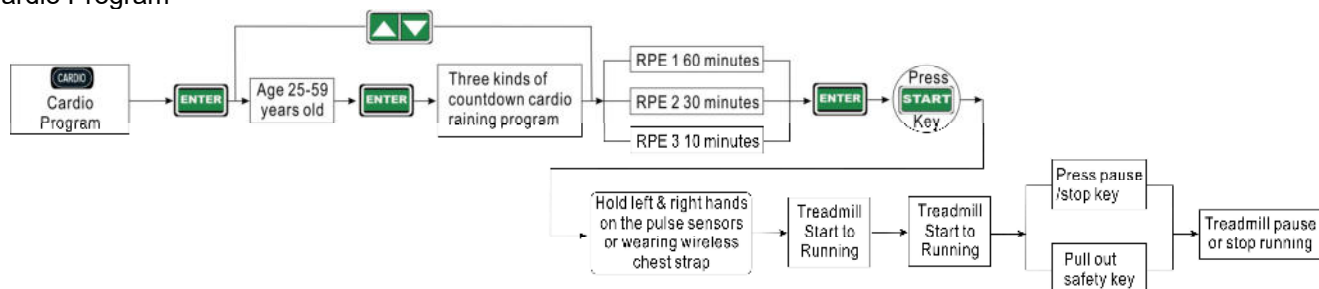 ardio Program
CARDIO
Cardio
Program
ENTER
Age 25-59
years old
ENTER
Three kinds of
countdown cardio
raining program
RPE 1 60 minutes
RPE 2 30 minutes
RPE 3 10 minutes
ENTER
Press
START
Key
Hold left & right hands
on the pulse sensors
or wearing wireless
chest strap
Treadmill
Start to
Running
Treadmill
Start to
Running
Press pause
/stop key
Pull out
safety key
Treadmill pause
or stop running